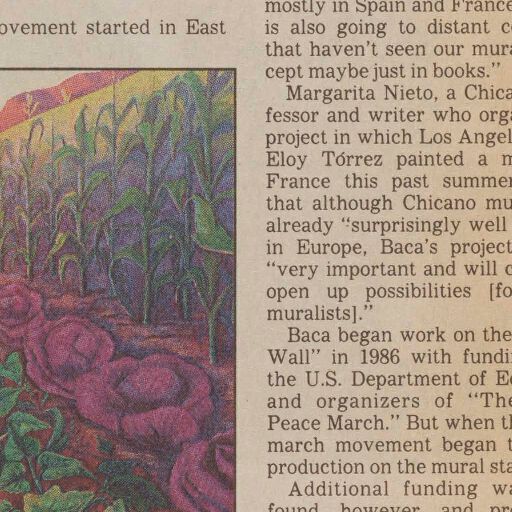 ovement started in East
mostly in Spain and France
is also going to distant c
that haven't seen our mura
cept maybe just in books."
Margarita Nieto, a Chica
fessor and writer who orga
project in which Los Angel
Eloy Tórrez painted a m
France this past summer
that although Chicano mu
already "surprisingly well
in Europe, Baca's project
"very important and will c
open up possibilities [fo
muralists]."
Baca began work on the
Wall" in 1986 with fundi
the U.S. Department of E
and organizers of "The
Peace March." But when th
march movement began t
production on the mural sta
Additional funding wa
found, however, and pr